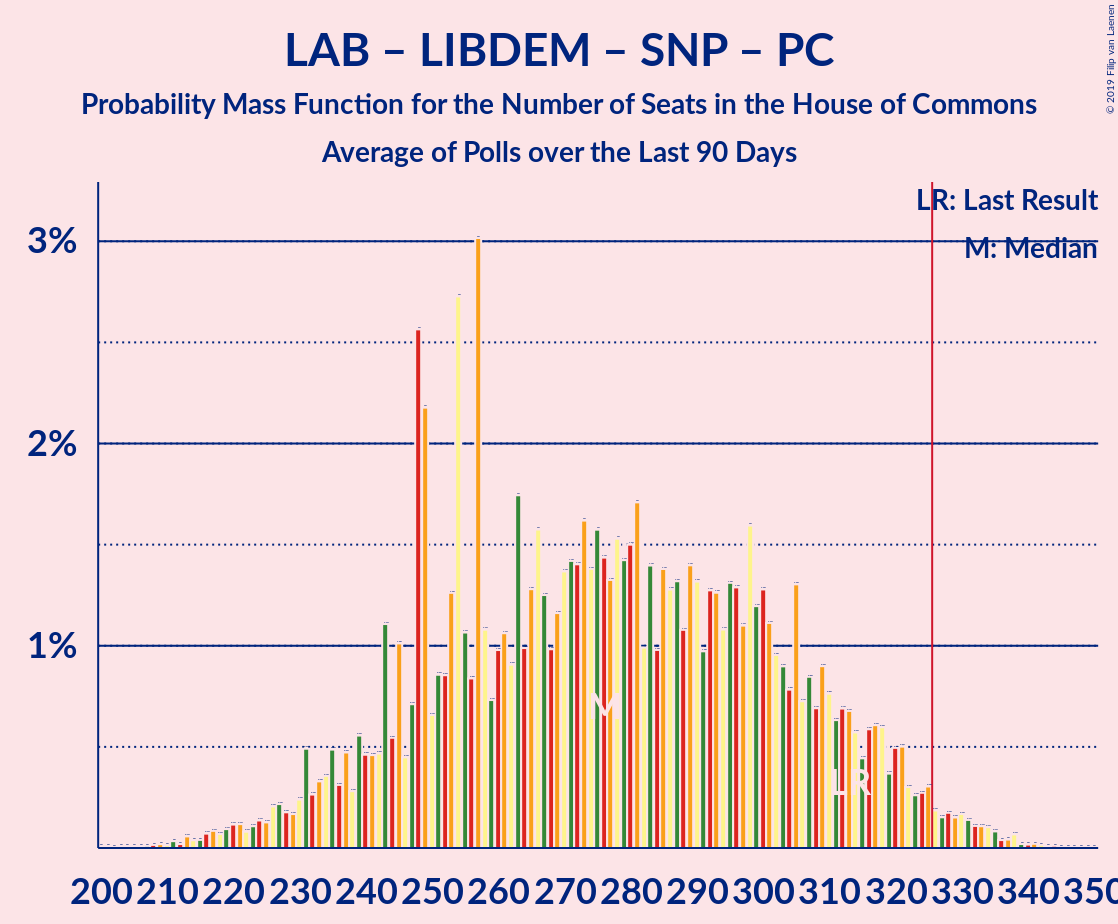 LAB – LIBDEM – SNP – PC
Probability Mass Function for the Number of Seats in the House of Commons
Average of Polls over the Last 90 Days
© 2019 Filip van Laenen
LR: Last Result
M: Median
3%
2%
1%
M
LR
200 210 220 230 240 250 260 270 280 290 300 310 320 330 340 350